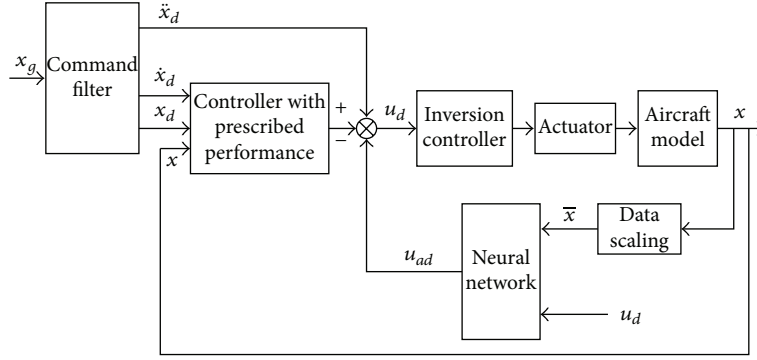 x_g
Command
filter
ẍ_d
ẋ_d
x_d
x
Controller with
prescribed
performance
+
−
u_d
Inversion
controller
Actuator
Aircraft
model
x
Data
scaling
x̄
Neural
network
u_ad
u_d